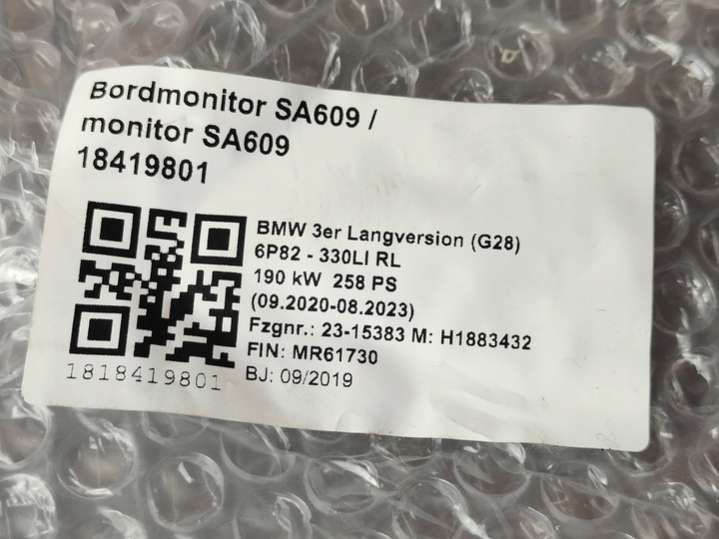 Bordmonitor SA609 /
monitor SA609
18419801
BMW 3er Langversion (G28)
6P82 - 330LI RL
190 kW 258 PS
(09.2020-08.2023)
Fzgnr.: 23-15383 M: H1883432
FIN: MR61730
BJ: 09/2019
1818419801